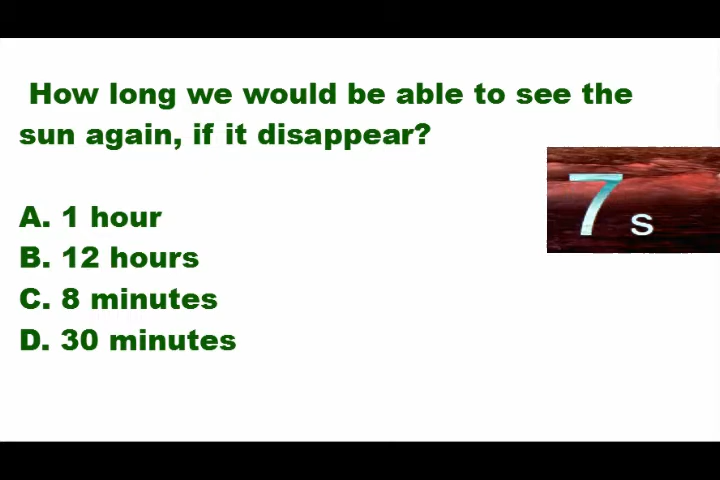 How long we would be able to see the
sun again, if it disappear?
A. 1 hour
B. 12 hours
C. 8 minutes
D. 30 minutes
7 s